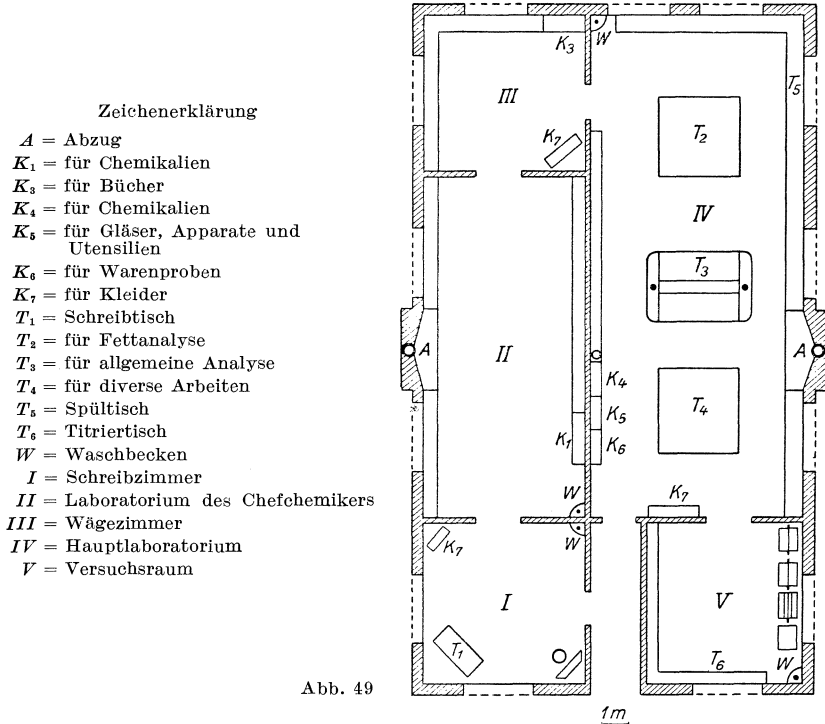 Zeichenerklärung
A = Abzug
K₁ = für Chemikalien
K₃ = für Bücher
K₄ = für Chemikalien
K₅ = für Gläser, Apparate und
Utensilien
K₆ = für Warenproben
K₇ = für Kleider
T₁ = Schreibtisch
T₂ = für Fettanalyse
T₃ = für allgemeine Analyse
T₄ = für diverse Arbeiten
T₅ = Spültisch
T₆ = Titriertisch
W = Waschbecken
I = Schreibzimmer
II = Laboratorium des Chefchemikers
III = Wägezimmer
IV = Hauptlaboratorium
V = Versuchsraum
Abb. 49
K₃
W
T₅
III
K₇
T₂
IV
T₃
A
A
II
K₄
T₄
K₅
K₁
K₆
W
K₇
W
K₇
I
V
T₁
T₆
W
1m